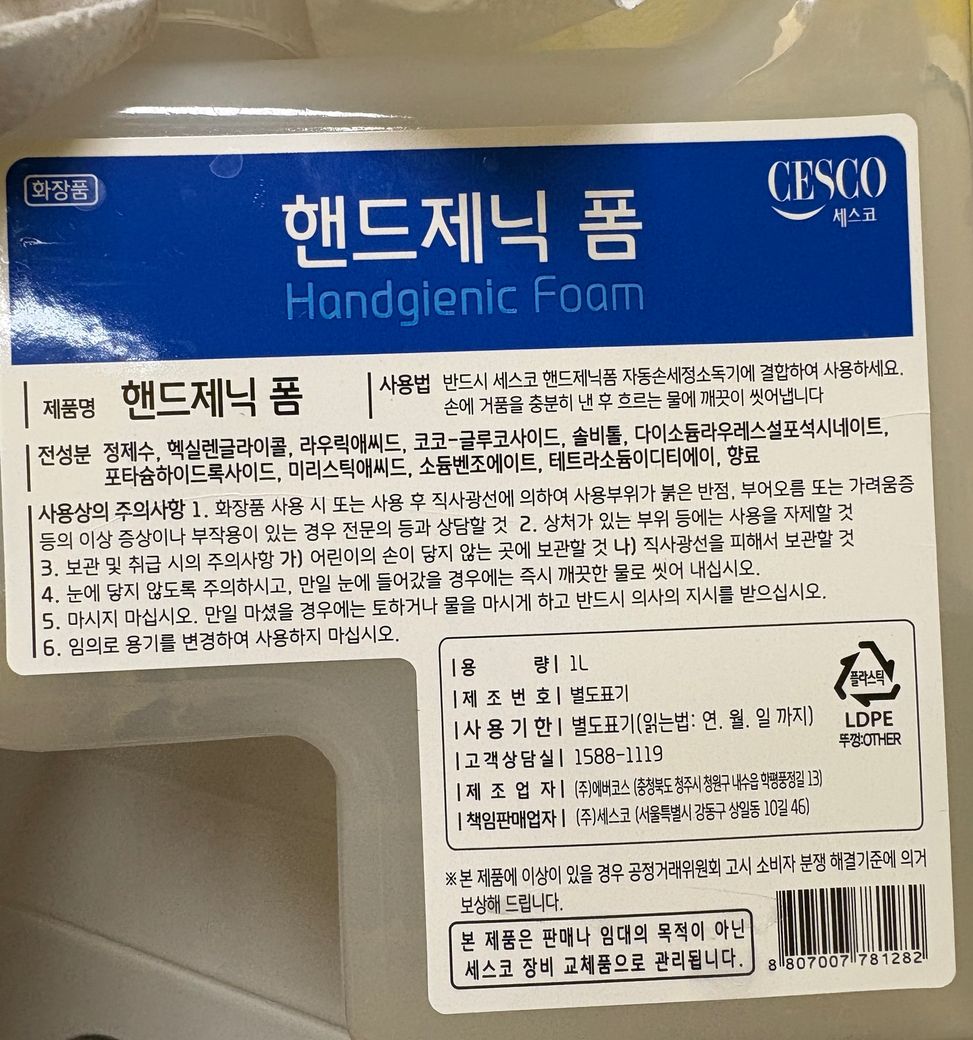 화장품
CESCO
세스코
핸드제닉 폼
Handgienic Foam
제품명 핸드제닉 폼
사용법 반드시 세스코 핸드제닉폼 자동손세정소독기에 결합하여 사용하세요.
손에 거품을 충분히 낸 후 흐르는 물에 깨끗이 씻어냅니다
전성분 정제수, 헥실렌글라이콜, 라우릭애씨드, 코코-글루코사이드, 솔비톨, 다이소듐라우레스설포석시네이트,
포타슘하이드록사이드, 미리스틱애씨드, 소듐벤조에이트, 테트라소듐이디티에이, 향료
사용상의 주의사항 1. 화장품 사용 시 또는 사용 후 직사광선에 의하여 사용부위가 붉은 반점, 부어오름 또는 가려움증
등의 이상 증상이나 부작용이 있는 경우 전문의 등과 상담할 것 2. 상처가 있는 부위 등에는 사용을 자제할 것
3. 보관 및 취급 시의 주의사항 가) 어린이의 손이 닿지 않는 곳에 보관할 것 나) 직사광선을 피해서 보관할 것
4. 눈에 닿지 않도록 주의하시고, 만일 눈에 들어갔을 경우에는 즉시 깨끗한 물로 씻어 내십시오.
5. 마시지 마십시오. 만일 마셨을 경우에는 토하거나 물을 마시게 하고 반드시 의사의 지시를 받으십시오.
6. 임의로 용기를 변경하여 사용하지 마십시오.
용 량 1L
제조번호 별도표기
사용기한 별도표기(읽는법: 연. 월. 일 까지)
고객상담실 1588-1119
제조업자 (주)에버코스 (충청북도 청주시 청원구 내수읍 학평풍정길 13)
책임판매업자 (주)세스코 (서울특별시 강동구 상일동 10길 46)
플라스틱
LDPE
뚜껑:OTHER
※본 제품에 이상이 있을 경우 공정거래위원회 고시 소비자 분쟁 해결기준에 의거
보상해 드립니다.
본 제품은 판매나 임대의 목적이 아닌
세스코 장비 교체품으로 관리됩니다.
8 807007 781282